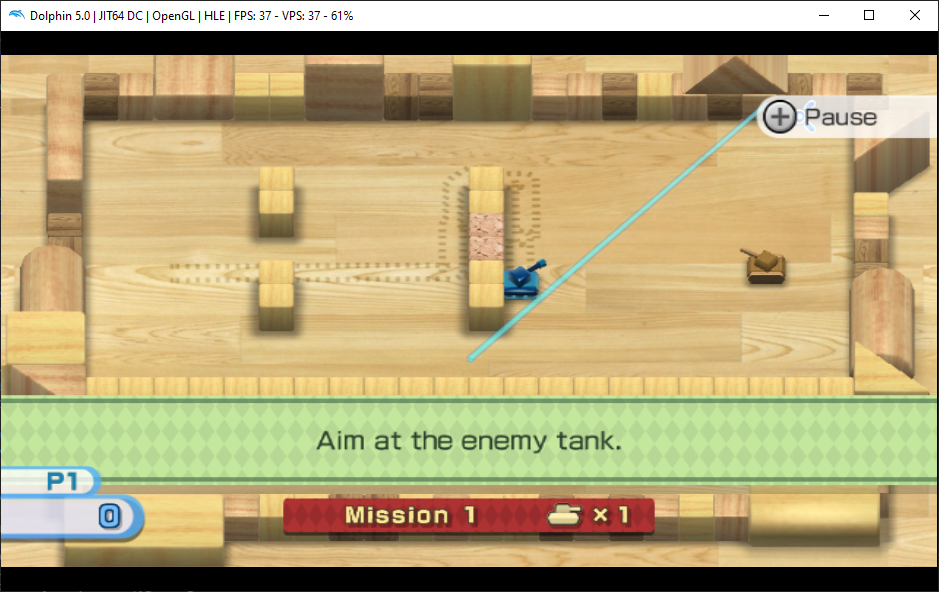 Dolphin 5.0 | JIT64 DC | OpenGL | HLE | FPS: 37 - VPS: 37 - 61%
Pause
Aim at the enemy tank.
P1
0
Mission 1 × 1